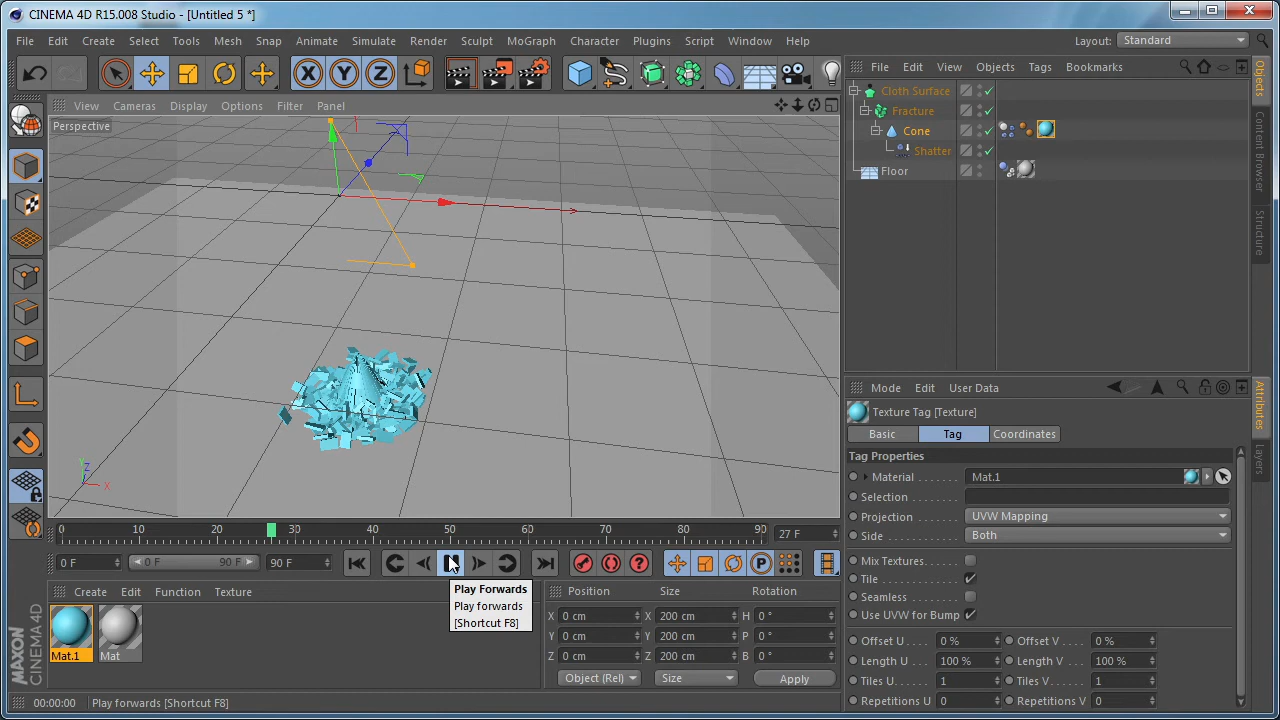 CINEMA 4D R15.008 Studio - [Untitled 5 *]
File Edit Create Select Tools Mesh Snap Animate Simulate Render Sculpt MoGraph Character Plugins Script Window Help
Layout: Standard
X Y Z
File Edit View Objects Tags Bookmarks
View Cameras Display Options Filter Panel
Perspective
Cloth Surface
Fracture
Cone
Shatter
Floor
Objects
Content Browser
Structure
Mode Edit User Data
Texture Tag [Texture]
Basic Tag Coordinates
Tag Properties
Material Mat.1
Selection
Projection UVW Mapping
Side Both
Mix Textures
Tile
Seamless
Use UVW for Bump
Offset U 0 % Offset V 0 %
Length U 100 % Length V 100 %
Tiles U 1 Tiles V 1
Repetitions U 0 Repetitions V 0
Attributes
Layers
Y Z
X
0 10 20 30 40 50 60 70 80 90 27 F
0 F 0 F 90 F 90 F
P
Play Forwards
Play forwards
[Shortcut F8]
Create Edit Function Texture
Mat.1 Mat
Position Size Rotation
X 0 cm X 200 cm H 0 °
Y 0 cm Y 200 cm P 0 °
Z 0 cm Z 200 cm B 0 °
Object (Rel) Size Apply
MAXON
CINEMA 4D
00:00:00 Play forwards [Shortcut F8]